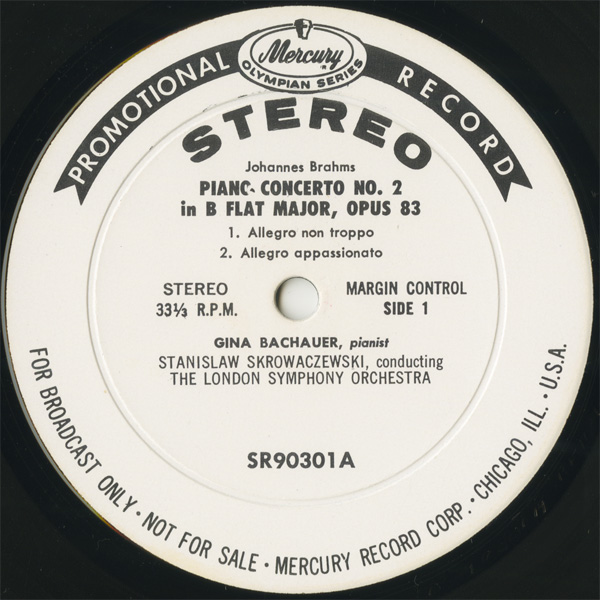 Mercury
OLYMPIAN SERIES
PROMOTIONAL RECORD
STEREO
Johannes Brahms
PIANO CONCERTO NO. 2
in B FLAT MAJOR, OPUS 83
1. Allegro non troppo
2. Allegro appassionato
STEREO
33⅓ R.P.M.
MARGIN CONTROL
SIDE 1
GINA BACHAUER, pianist
STANISLAW SKROWACZEWSKI, conducting
THE LONDON SYMPHONY ORCHESTRA
SR90301A
FOR BROADCAST ONLY · NOT FOR SALE · MERCURY RECORD CORP. · CHICAGO, ILL. · U.S.A.